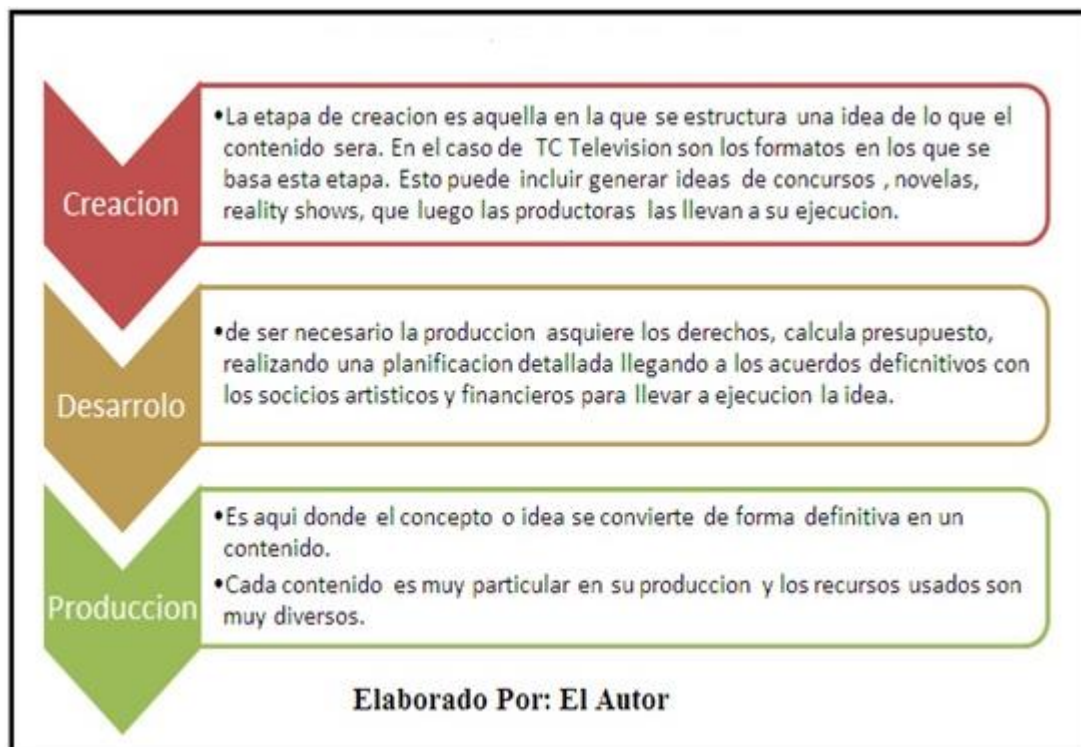 Creacion
•La etapa de creacion es aquella en la que se estructura una idea de lo que el
contenido sera. En el caso de TC Television son los formatos en los que se
basa esta etapa. Esto puede incluir generar ideas de concursos , novelas,
reality shows, que luego las productoras las llevan a su ejecucion.
Desarrolo
•de ser necesario la produccion asquiere los derechos, calcula presupuesto,
realizando una planificacion detallada llegando a los acuerdos deficnitivos con
los socicios artisticos y financieros para llevar a ejecucion la idea.
Produccion
•Es aqui donde el concepto o idea se convierte de forma definitiva en un
contenido.
•Cada contenido es muy particular en su produccion y los recursos usados son
muy diversos.
Elaborado Por: El Autor